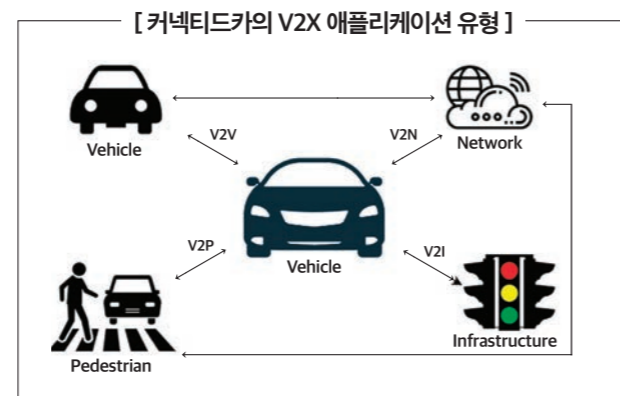 [ 커넥티드카의 V2X 애플리케이션 유형 ]
Vehicle
V2V
V2N
Network
V2P
Vehicle
V2I
Pedestrian
Infrastructure